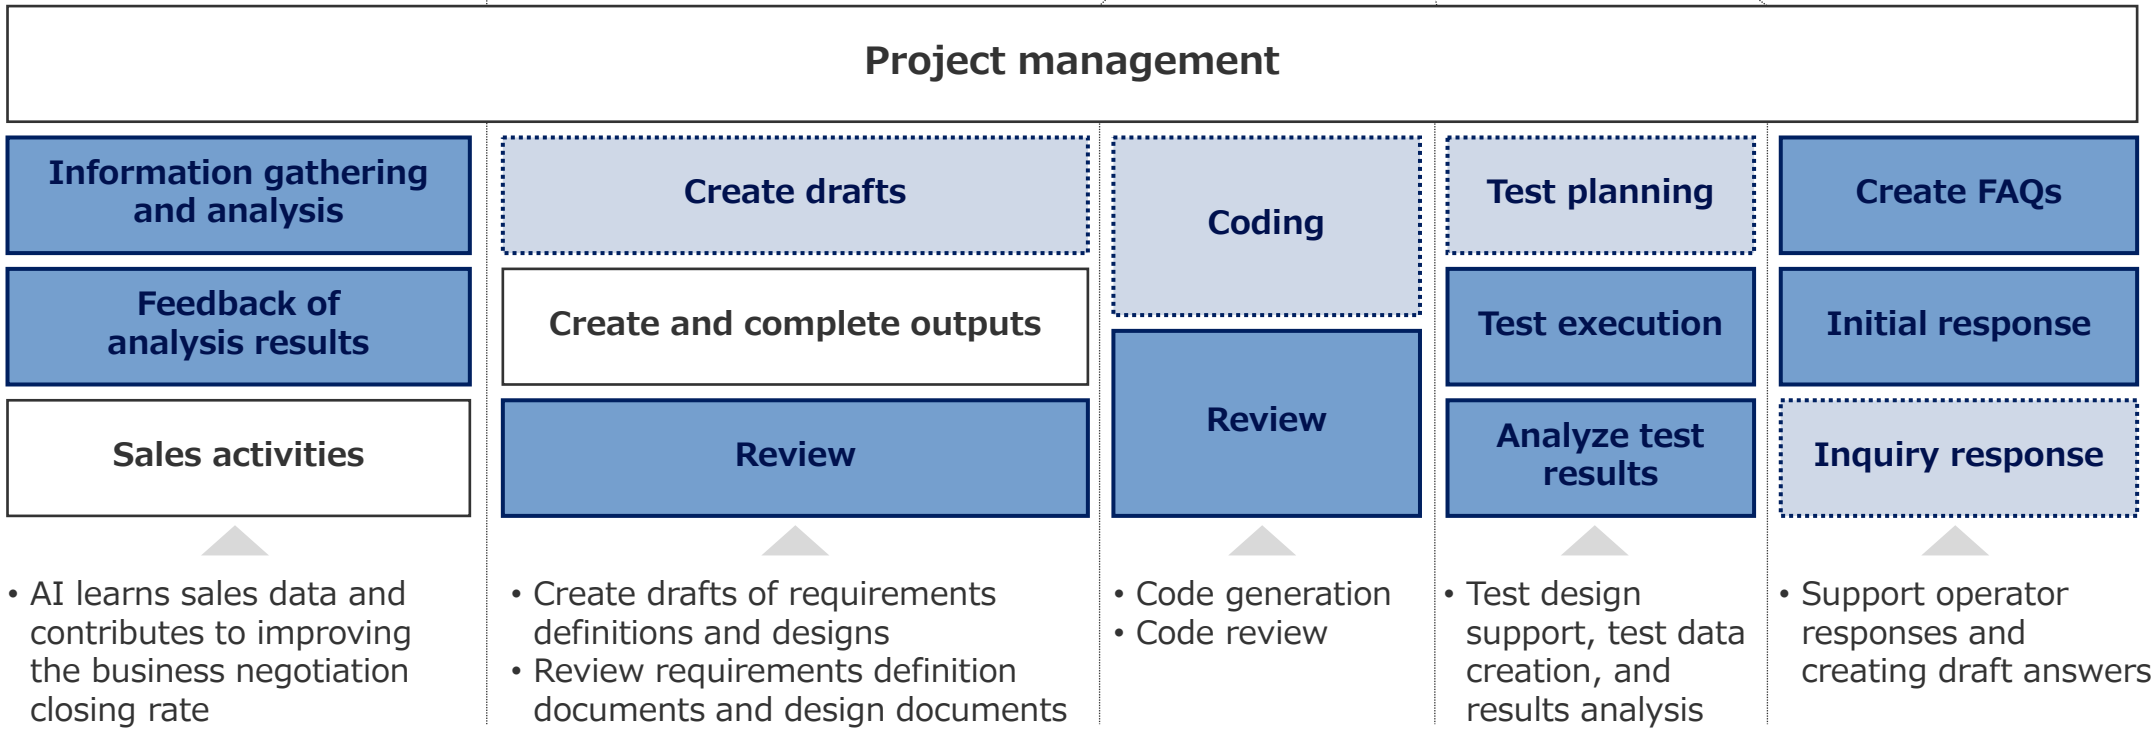 Project management
Information gathering
and analysis
Feedback of
analysis results
Sales activities
• AI learns sales data and
contributes to improving
the business negotiation
closing rate
Create drafts
Create and complete outputs
Review
• Create drafts of requirements
definitions and designs
• Review requirements definition
documents and design documents
Coding
Review
• Code generation
• Code review
Test planning
Test execution
Analyze test
results
• Test design
support, test data
creation, and
results analysis
Create FAQs
Initial response
Inquiry response
• Support operator
responses and
creating draft answers